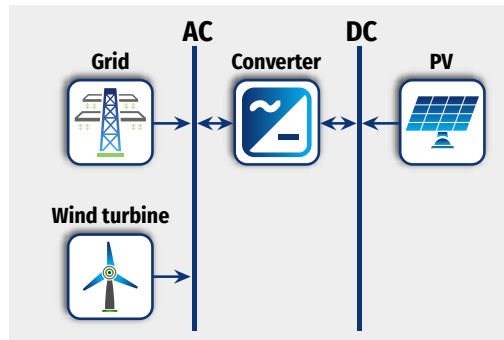 AC
DC
Grid
Converter
PV
Wind turbine